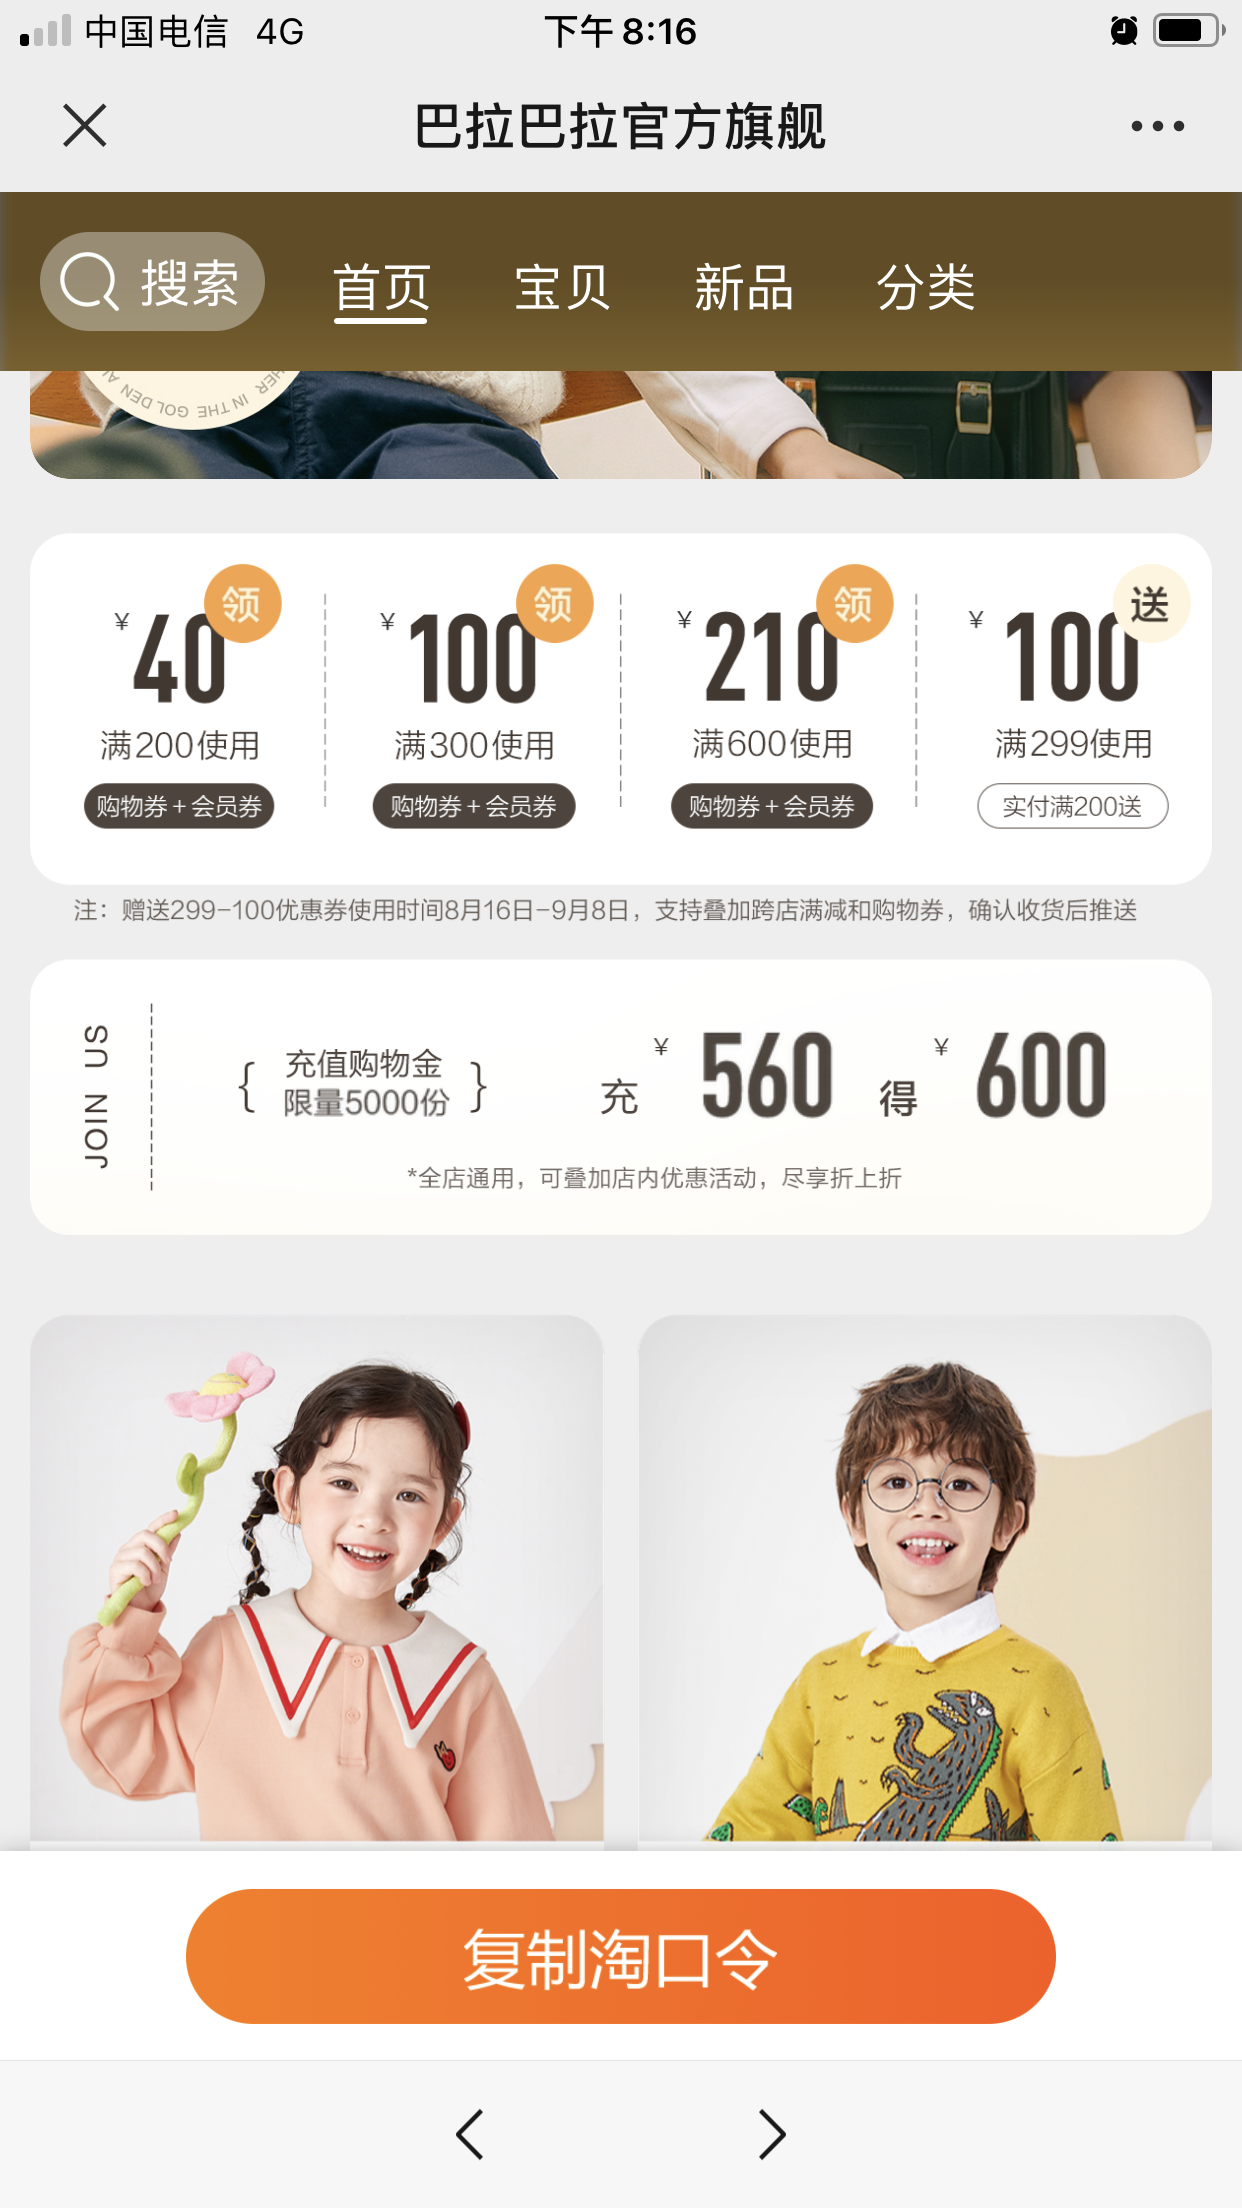 中国电信 4G 下午8:16
巴拉巴拉官方旗舰
搜索 首页 宝贝 新品 分类
HER IN THE GOLDEN A
领 领 领 送
¥40 ¥100 ¥210 ¥100
满200使用 满300使用 满600使用 满299使用
购物券+会员券 购物券+会员券 购物券+会员券 实付满200送
注：赠送299-100优惠券使用时间8月16日-9月8日，支持叠加跨店满减和购物券，确认收货后推送
JOIN US
{ 充值购物金
限量5000份 }
充 ¥560 得 ¥600
*全店通用，可叠加店内优惠活动，尽享折上折
复制淘口令